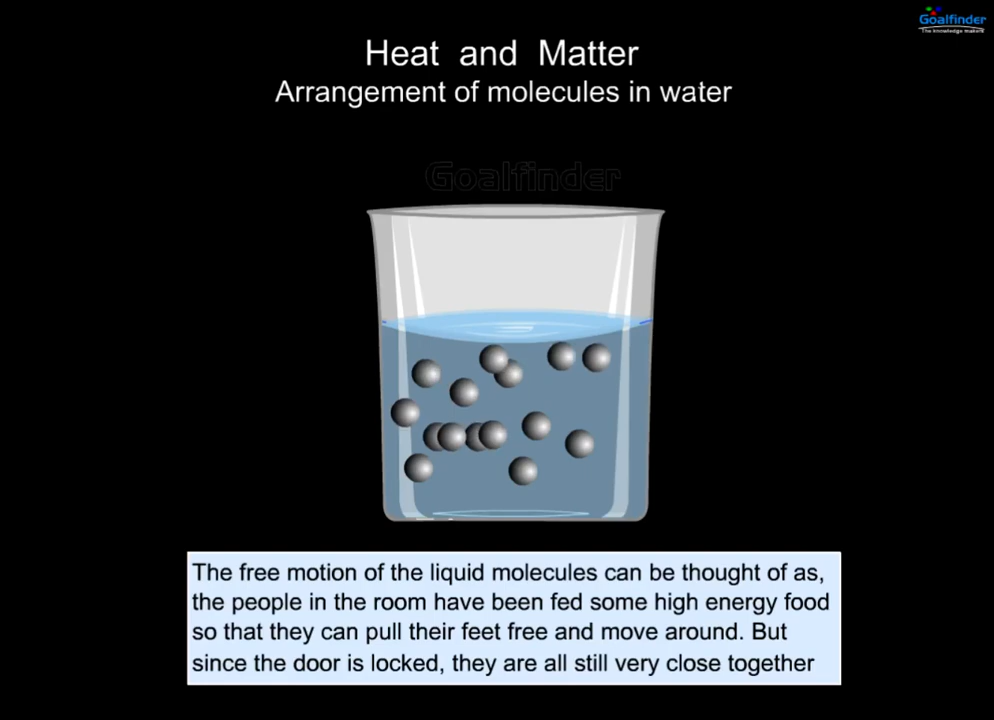 Goalfinder
The knowledge makers
Heat and Matter
Arrangement of molecules in water
Goalfinder
The free motion of the liquid molecules can be thought of as,
the people in the room have been fed some high energy food
so that they can pull their feet free and move around. But
since the door is locked, they are all still very close together